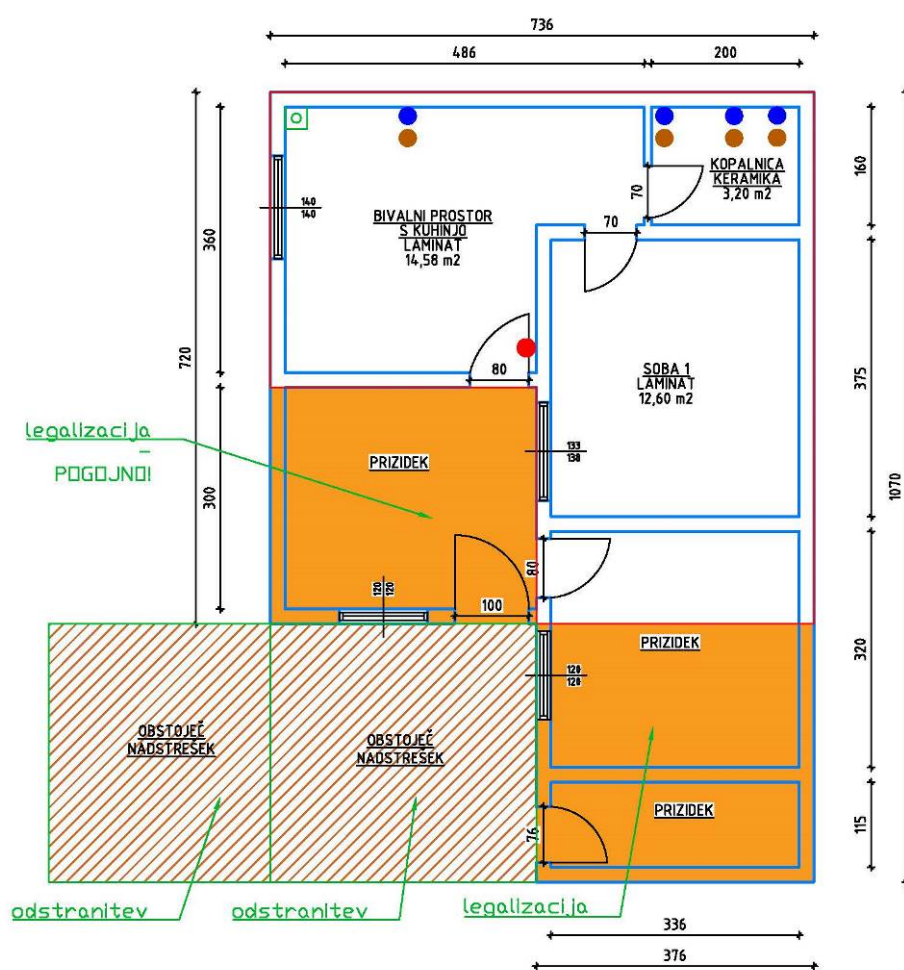 736
486
200
KOPALNICA
KERAMIKA
3,20 m2
160
70
140
140
BIVALNI PROSTOR
S KUHINJO
LAMINAT
14,58 m2
70
360
720
80
SOBA 1
LAMINAT
12,60 m2
375
legalizacija
-
POGOJNO!
PRIZIDEK
133
138
1070
300
80
120
120
100
PRIZIDEK
320
120
120
OBSTOJEČ
NADSTREŠEK
OBSTOJEČ
NADSTREŠEK
PRIZIDEK
76
115
odstranitev
odstranitev
legalizacija
336
376